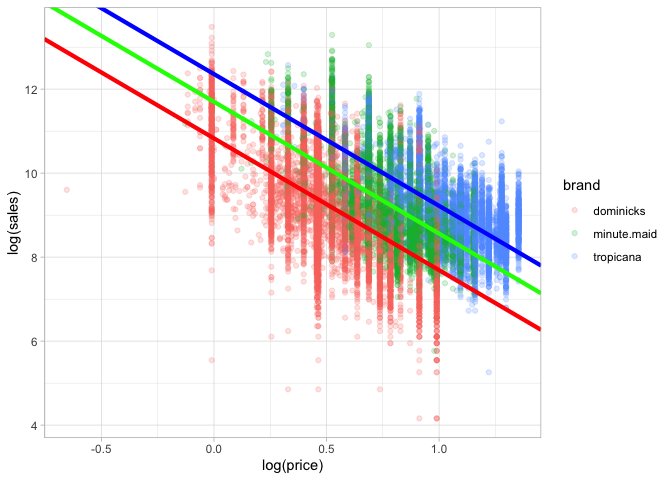 12
10
8
6
4
log(sales)
-0.5
0.0
0.5
1.0
log(price)
brand
dominicks
minute.maid
tropicana